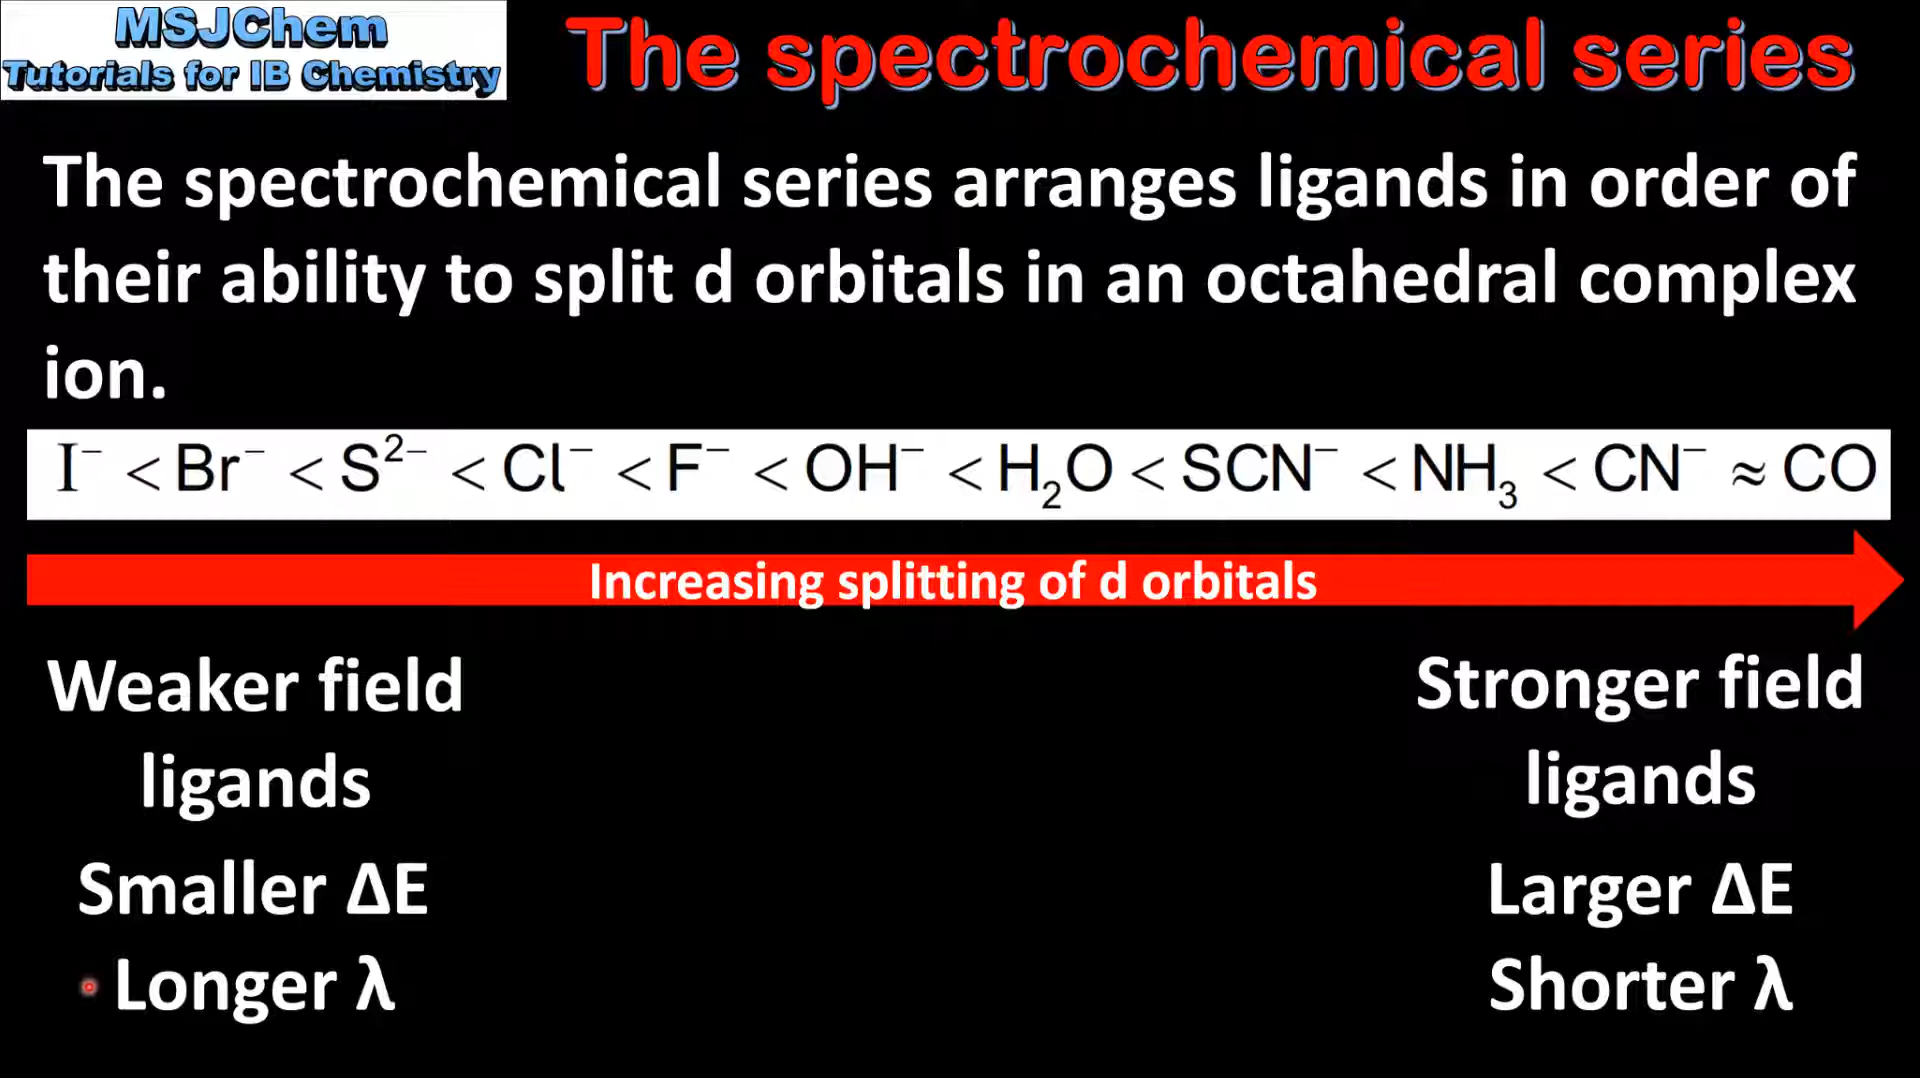 MSJChem
Tutorials for IB Chemistry
The spectrochemical series
The spectrochemical series arranges ligands in order of
their ability to split d orbitals in an octahedral complex
ion.
I⁻ < Br⁻ < S²⁻ < Cl⁻ < F⁻ < OH⁻ < H₂O < SCN⁻ < NH₃ < CN⁻ ≈ CO
Increasing splitting of d orbitals
Weaker field
ligands
Smaller ΔE
Longer λ
Stronger field
ligands
Larger ΔE
Shorter λ